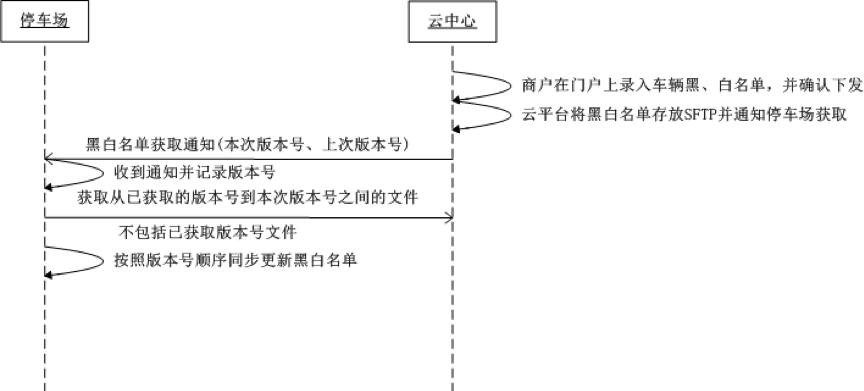 停车场
云中心
商户在门户上录入车辆黑、白名单，并确认下发
云平台将黑白名单存放SFTP并通知停车场获取
黑白名单获取通知(本次版本号、上次版本号)
收到通知并记录版本号
获取从已获取的版本号到本次版本号之间的文件
不包括已获取版本号文件
按照版本号顺序同步更新黑白名单